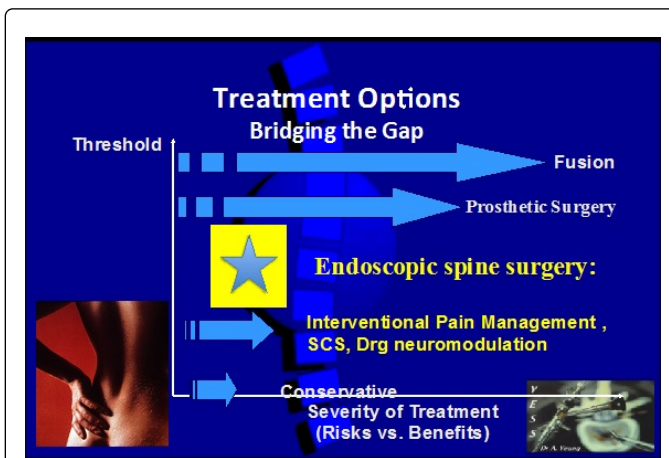 Treatment Options
Bridging the Gap
Threshold
Fusion
Prosthetic Surgery
Endoscopic spine surgery:
Interventional Pain Management ,
SCS, Drg neuromodulation
Conservative
Severity of Treatment
(Risks vs. Benefits)
Y
E
S
S
Dr A. Yeung